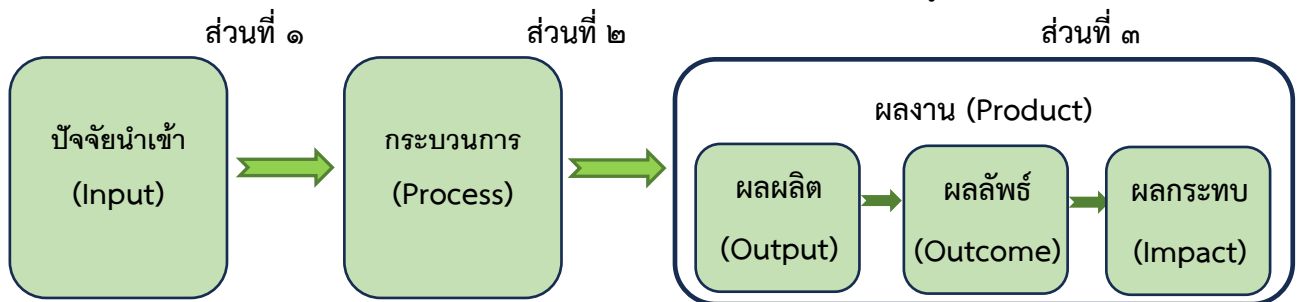 ส่วนที่ ๑
ส่วนที่ ๒
ส่วนที่ ๓
ปัจจัยนำเข้า
(Input)
กระบวนการ
(Process)
ผลงาน (Product)
ผลผลิต
(Output)
ผลลัพธ์
(Outcome)
ผลกระทบ
(Impact)